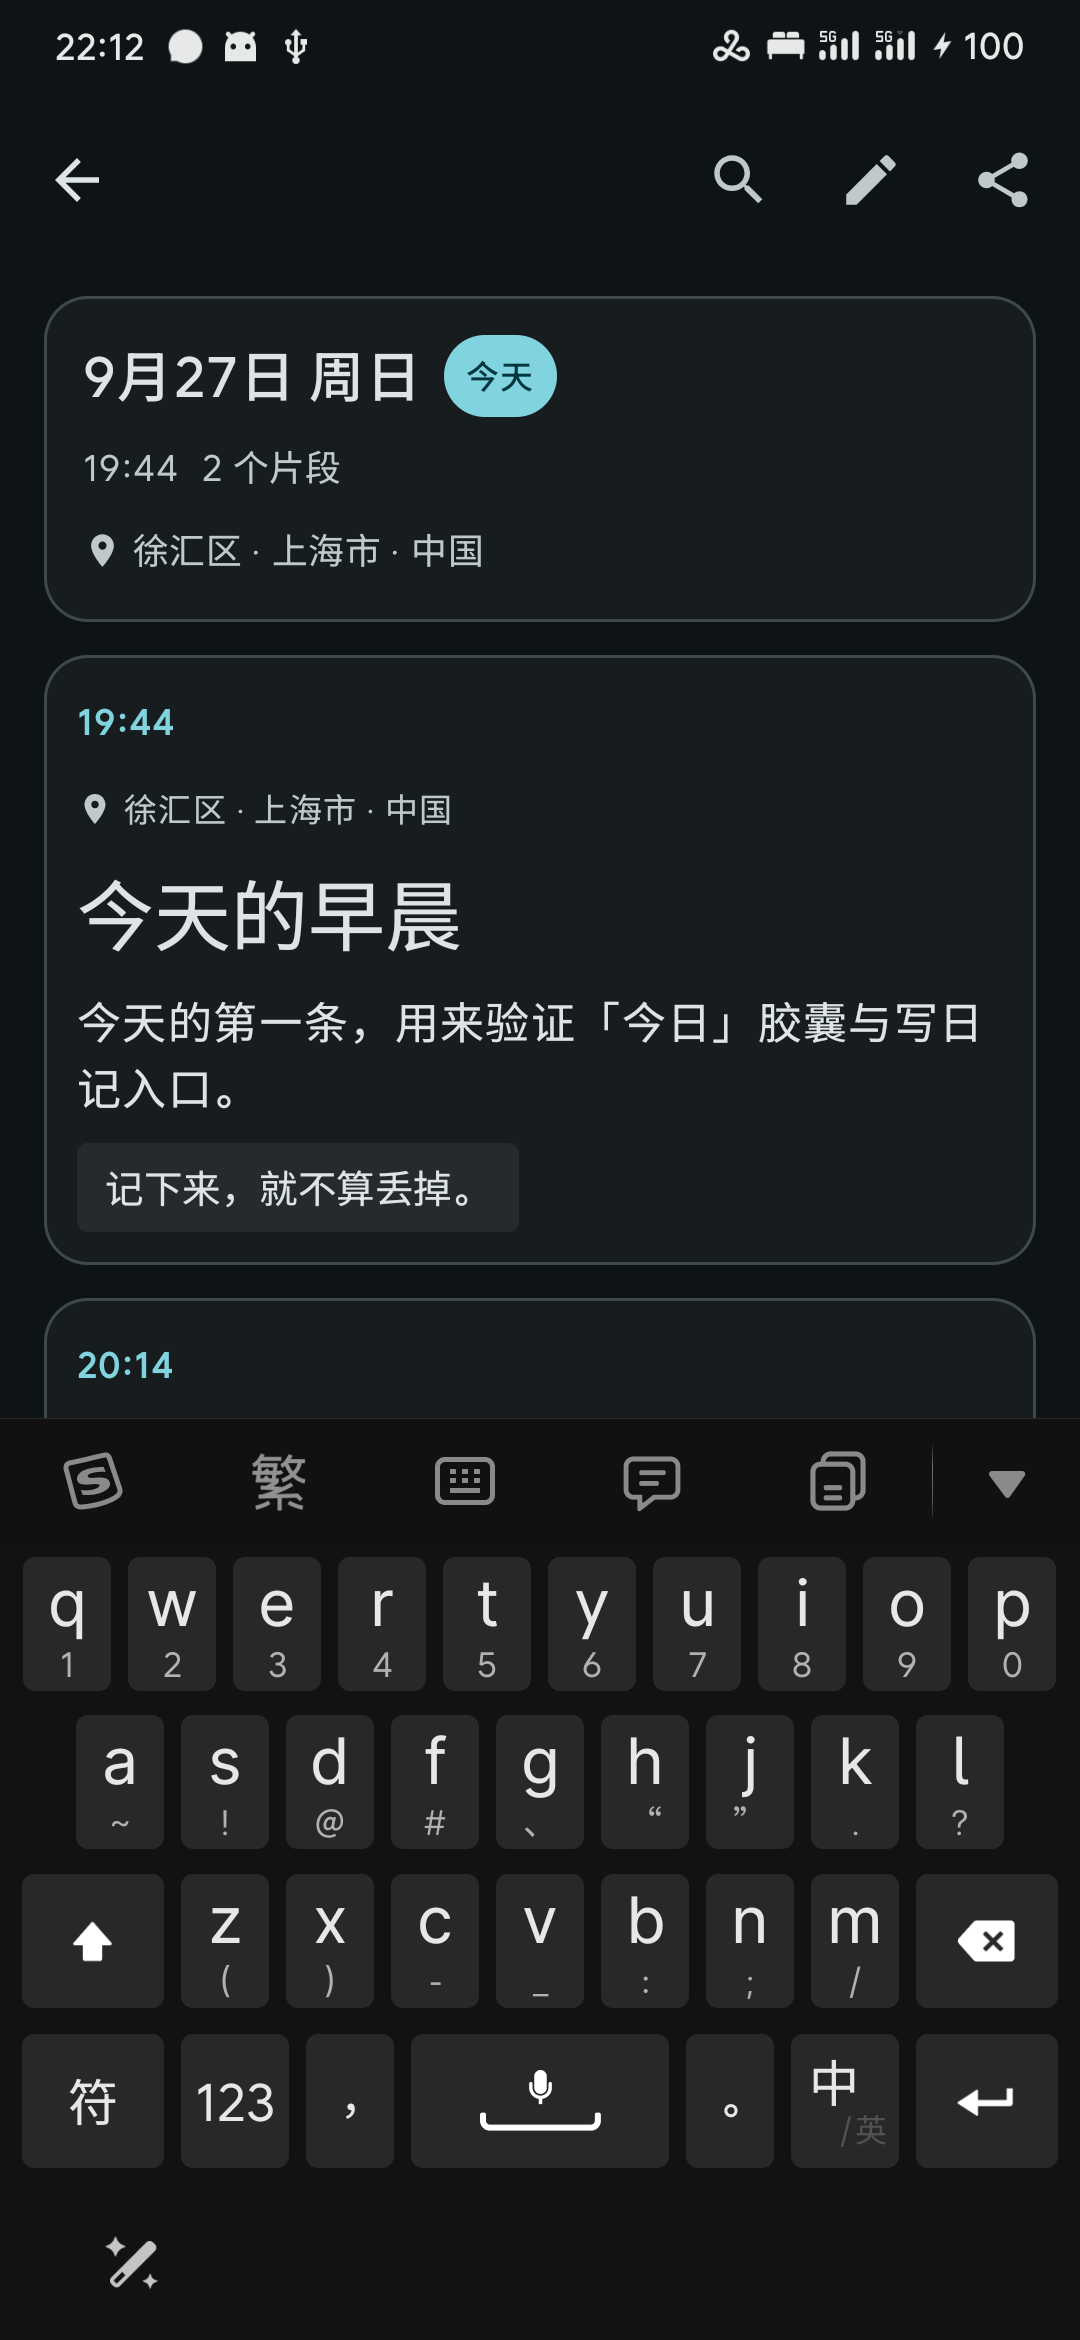 22:12 5G 5G 100
9月27日 周日 今天
19:44 2 个片段
徐汇区 · 上海市 · 中国
19:44
徐汇区 · 上海市 · 中国
今天的早晨
今天的第一条，用来验证「今日」胶囊与写日
记入口。
记下来，就不算丢掉。
20:14
S 繁
q w e r t y u i o p
1 2 3 4 5 6 7 8 9 0
a s d f g h j k l
~ ! @ # 、 “ ” . ?
z x c v b n m
( ) - _ : ; /
符 123 ， 。 中/英